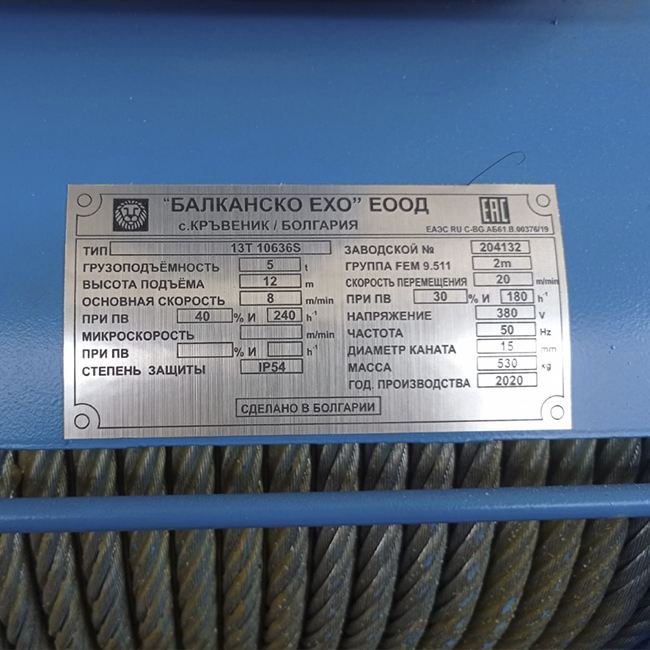 "БАЛКАНСКО ЕХО" ЕООД
с.КРЪВЕНИК / БОЛГАРИЯ
EAC
ЕАЭС RU C-BG.АБ61.В.00376/19
ТИП 13T 10636S
ГРУЗОПОДЪЁМНОСТЬ 5 t
ВЫСОТА ПОДЪЁМА 12 m
ОСНОВНАЯ СКОРОСТЬ 8 m/min
ПРИ ПВ 40 % И 240 h-1
МИКРОСКОРОСТЬ m/min
ПРИ ПВ % И h-1
СТЕПЕНЬ ЗАЩИТЫ IP54
ЗАВОДСКОЙ № 204132
ГРУППА FEM 9.511 2m
СКОРОСТЬ ПЕРЕМЕЩЕНИЯ 20 m/min
ПРИ ПВ 30 % И 180 h-1
НАПРЯЖЕНИЕ 380 V
ЧАСТОТА 50 Hz
ДИАМЕТР КАНАТА 15 mm
МАССА 530 kg
ГОД. ПРОИЗВОДСТВА 2020
СДЕЛАНО В БОЛГАРИИ